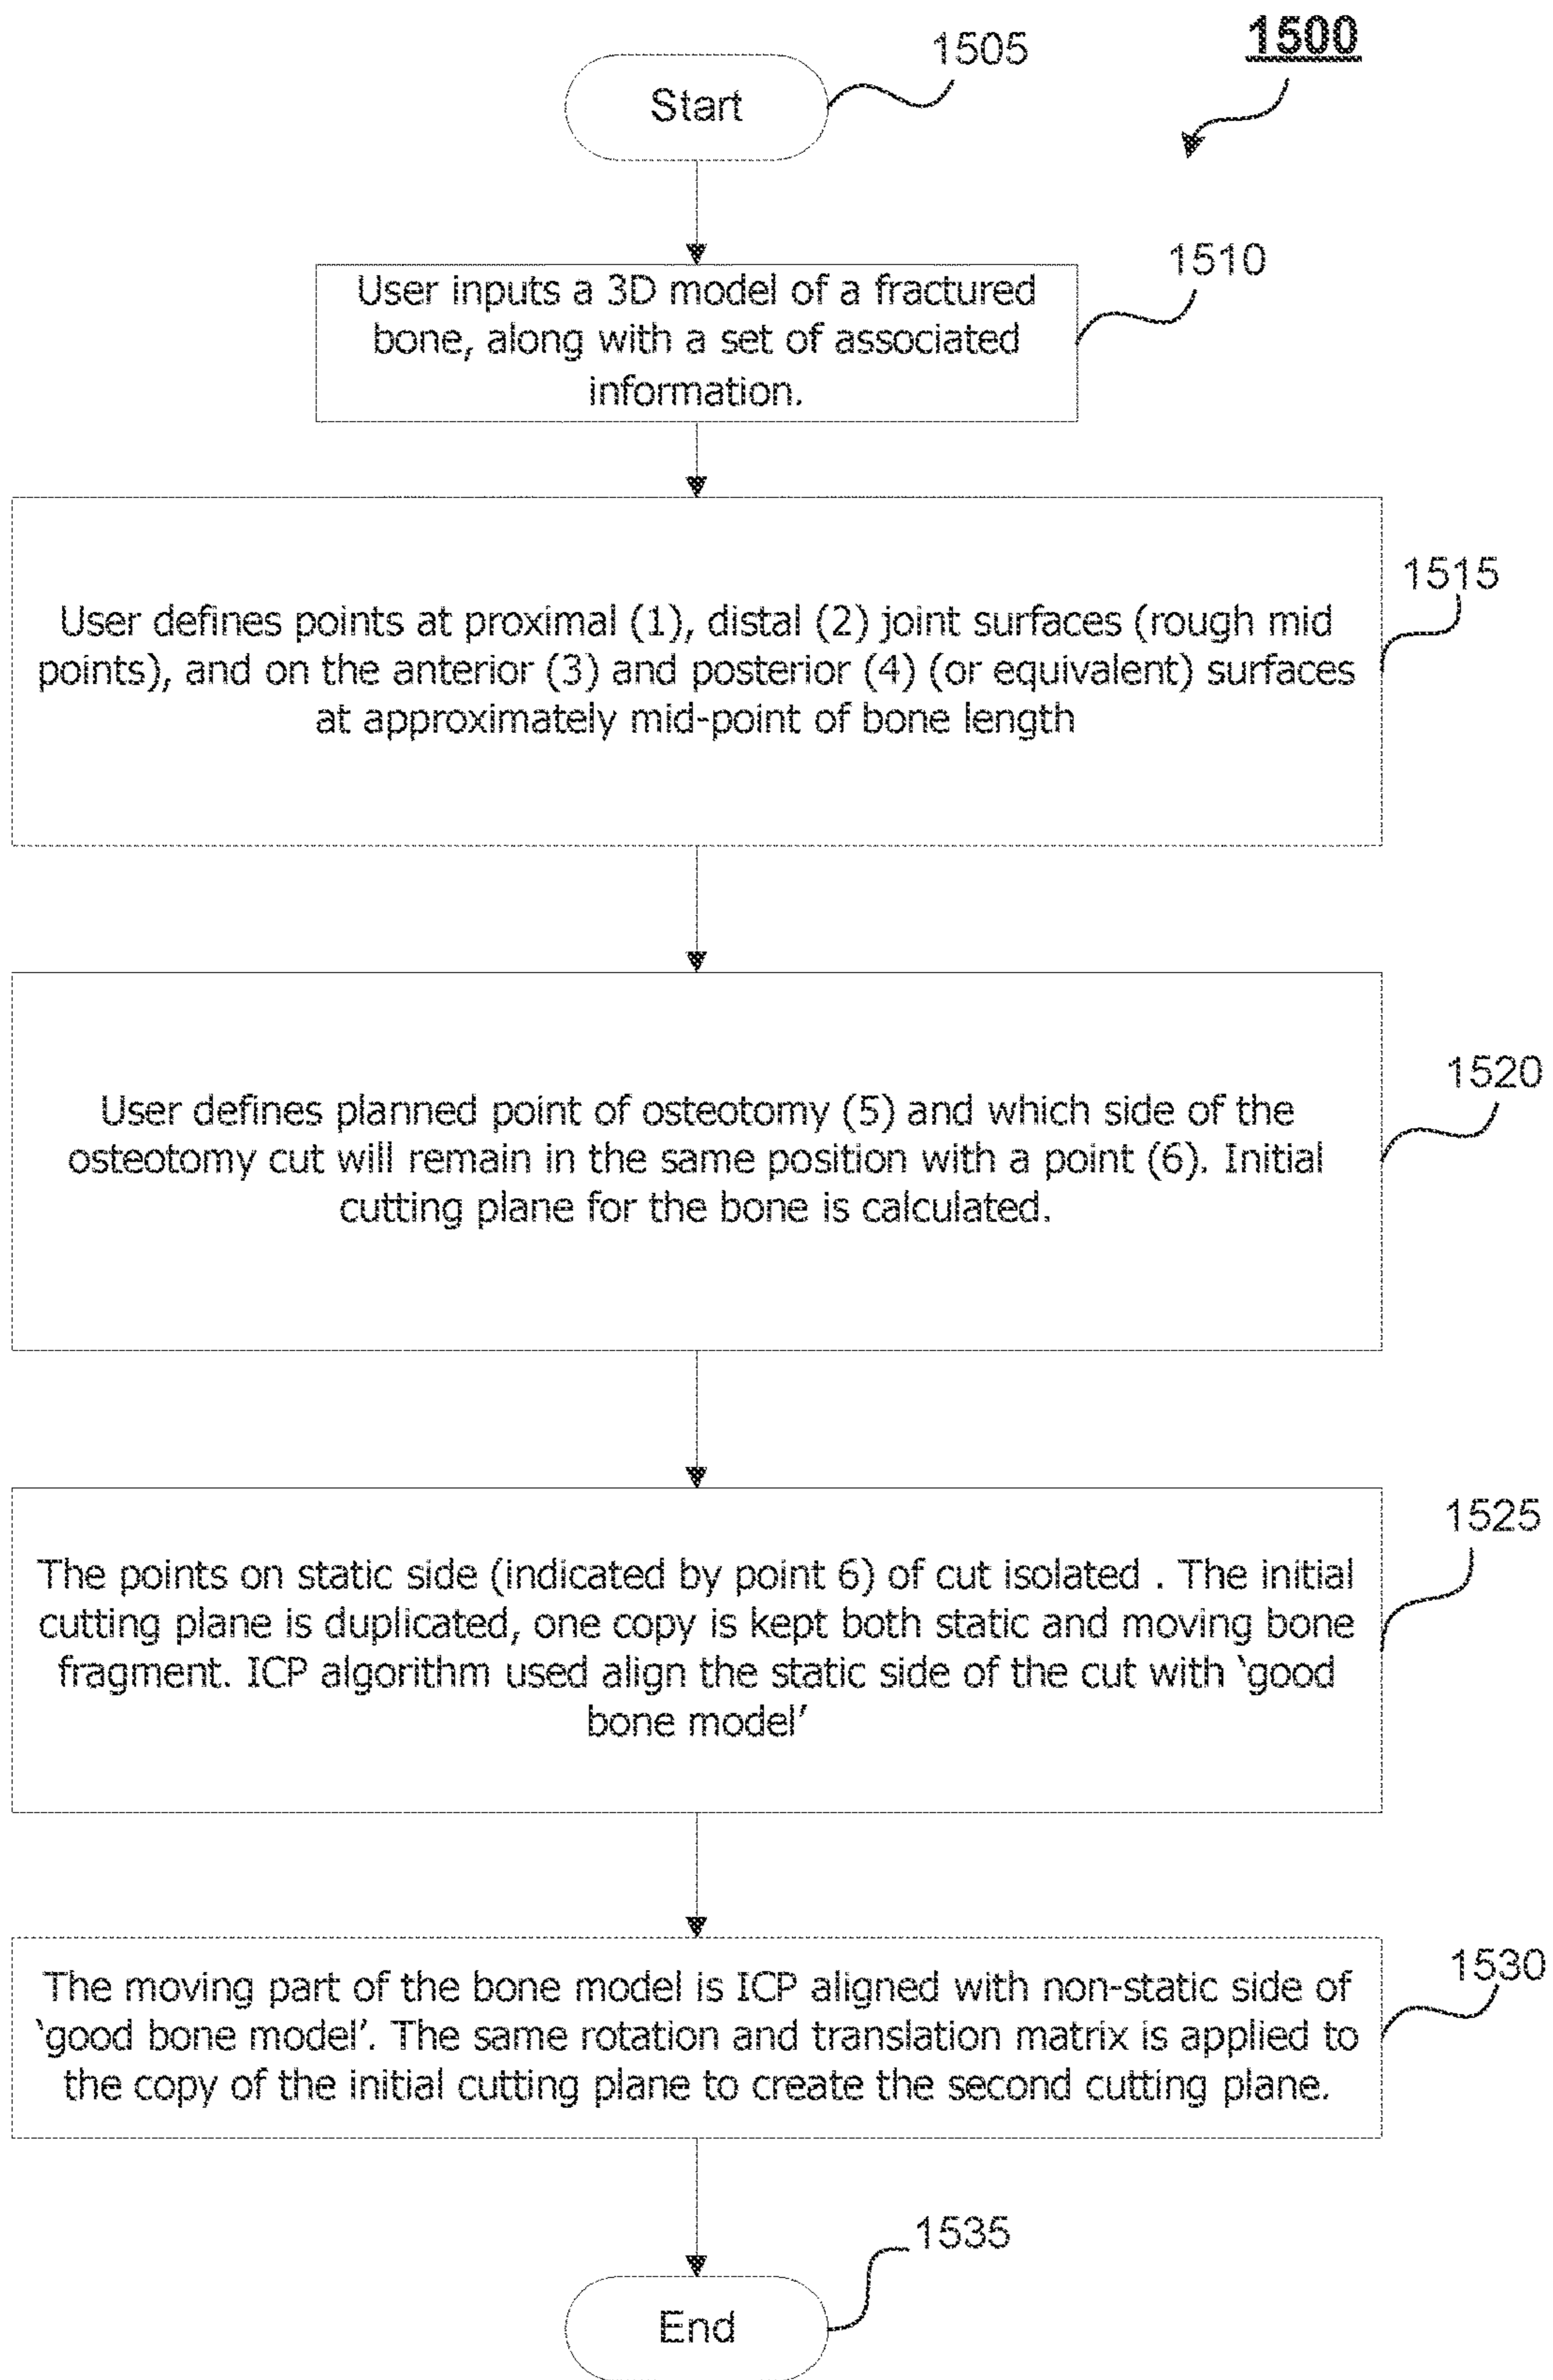 1500
1505
Start
1510
User inputs a 3D model of a fractured
bone, along with a set of associated
information.
1515
User defines points at proximal (1), distal (2) joint surfaces (rough mid
points), and on the anterior (3) and posterior (4) (or equivalent) surfaces
at approximately mid-point of bone length
1520
User defines planned point of osteotomy (5) and which side of the
osteotomy cut will remain in the same position with a point (6). Initial
cutting plane for the bone is calculated.
1525
The points on static side (indicated by point 6) of cut isolated . The initial
cutting plane is duplicated, one copy is kept both static and moving bone
fragment. ICP algorithm used align the static side of the cut with ‘good
bone model’
1530
The moving part of the bone model is ICP aligned with non-static side of
‘good bone model’. The same rotation and translation matrix is applied to
the copy of the initial cutting plane to create the second cutting plane.
1535
End